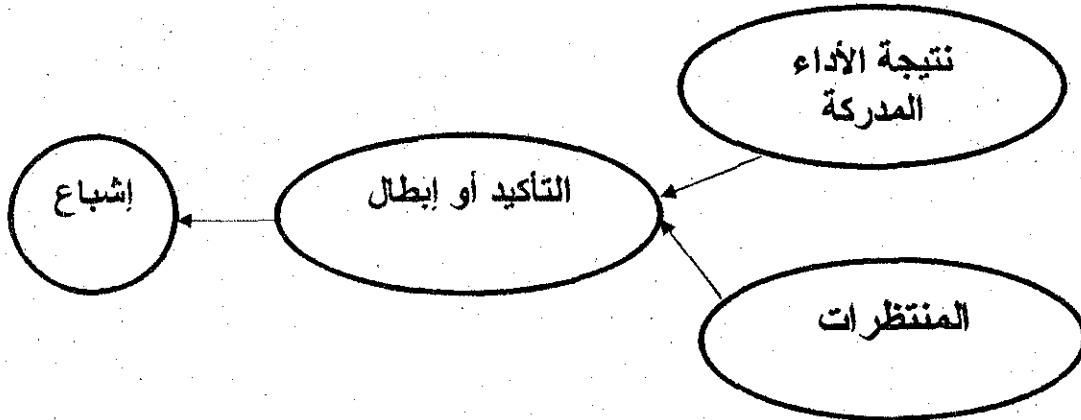 نتيجة الأداء
المدركة
التأكيد أو إبطال
إشباع
المنتظرات